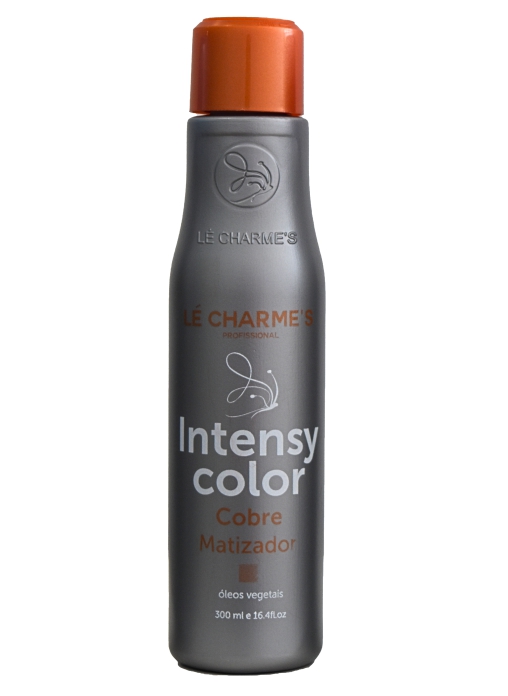 LÉ CHARME'S
LÉ CHARME'S
PROFISSIONAL
Intensy
color
Cobre
Matizador
óleos vegetais
300 ml e 16.4fl.oz